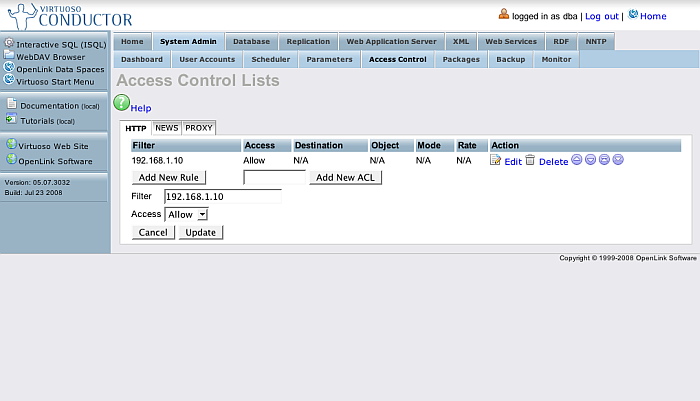 VIRTUOSO
CONDUCTOR
logged in as dba | Log out | Home
Interactive SQL (ISQL)
WebDAV Browser
OpenLink Data Spaces
Virtuoso Start Menu
Documentation (local)
Tutorials (local)
Virtuoso Web Site
OpenLink Software
Version: 05.07.3032
Build: Jul 23 2008
Home System Admin Database Replication Web Application Server XML Web Services RDF NNTP
Dashboard User Accounts Scheduler Parameters Access Control Packages Backup Monitor
Access Control Lists
Help
HTTP NEWS PROXY
Filter Access Destination Object Mode Rate Action
192.168.1.10 Allow N/A N/A N/A N/A Edit Delete
Add New Rule Add New ACL
Filter 192.168.1.10
Access Allow
Cancel Update
Copyright © 1999-2008 OpenLink Software